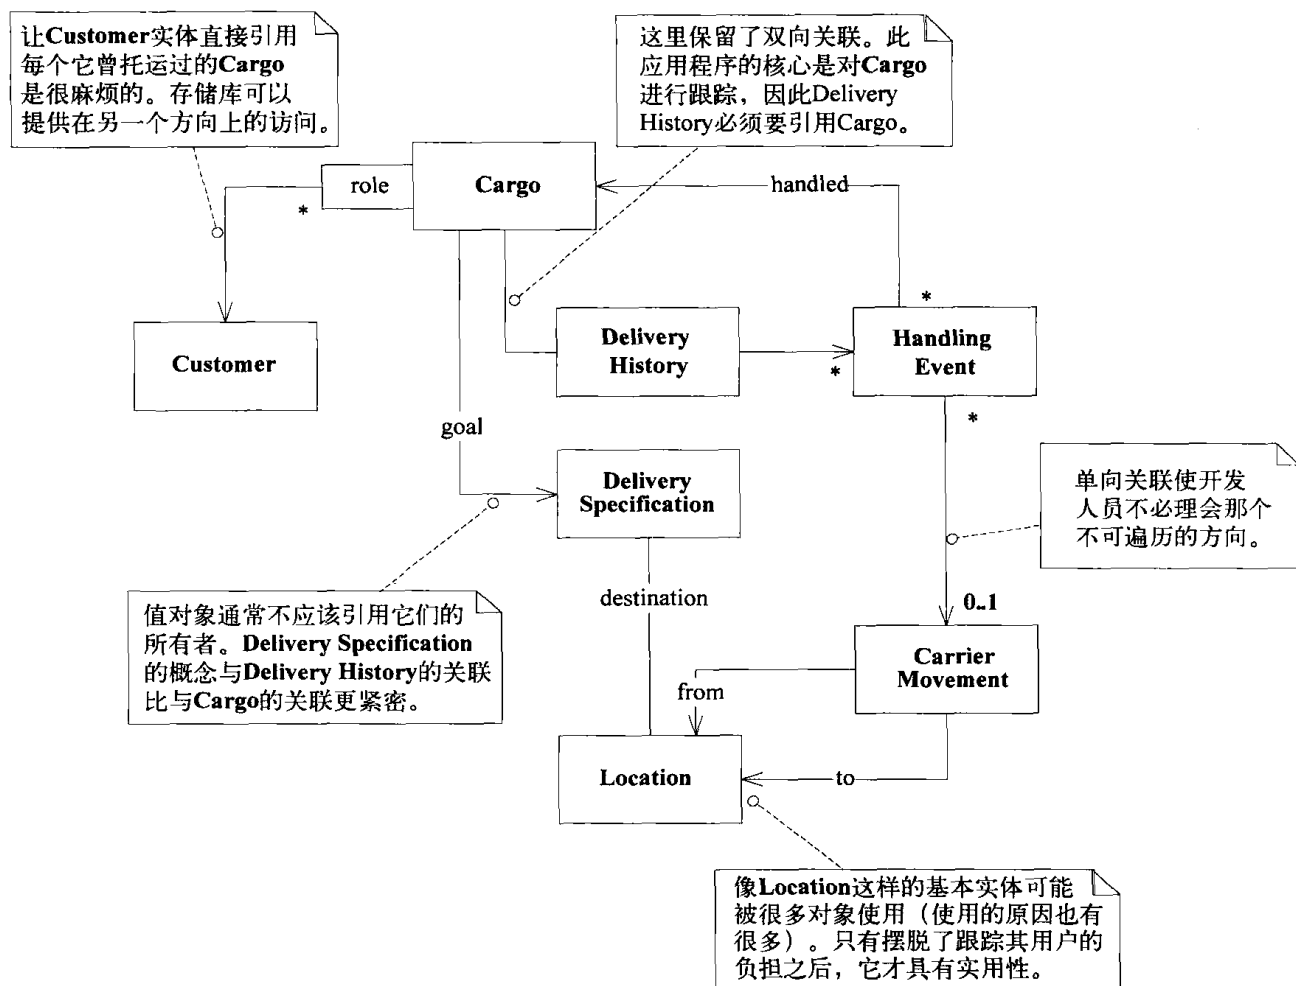 让Customer实体直接引用
每个它曾托运过的Cargo
是很麻烦的。存储库可以
提供在另一个方向上的访问。
这里保留了双向关联。此
应用程序的核心是对Cargo
进行跟踪，因此Delivery
History必须要引用Cargo。
role
Cargo
handled
*
*
Customer
Delivery
History
*
Handling
Event
*
goal
Delivery
Specification
单向关联使开发
人员不必理会那个
不可遍历的方向。
destination
0..1
值对象通常不应该引用它们的
所有者。Delivery Specification
的概念与Delivery History的关联
比与Cargo的关联更紧密。
Carrier
Movement
from
Location
to
像Location这样的基本实体可能
被很多对象使用（使用的原因也有
很多）。只有摆脱了跟踪其用户的
负担之后，它才具有实用性。